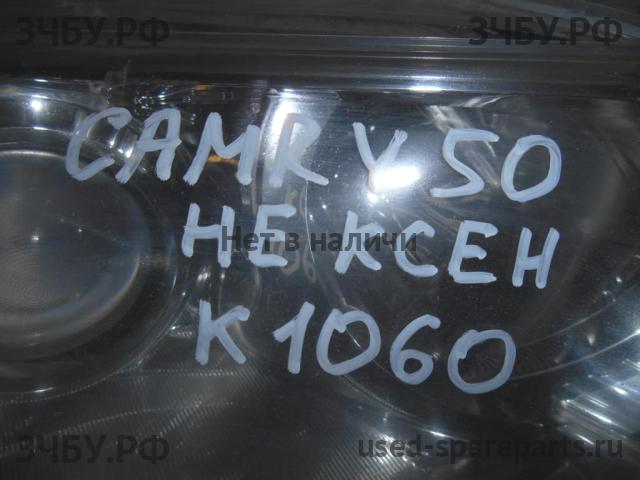 ЗЧБУ.РФ ЗЧБУ.РФ
CAMRY 50
НЕ КСЕН
Нет в наличи
К1060
ЗЧБУ.РФ used-spareparts.ru